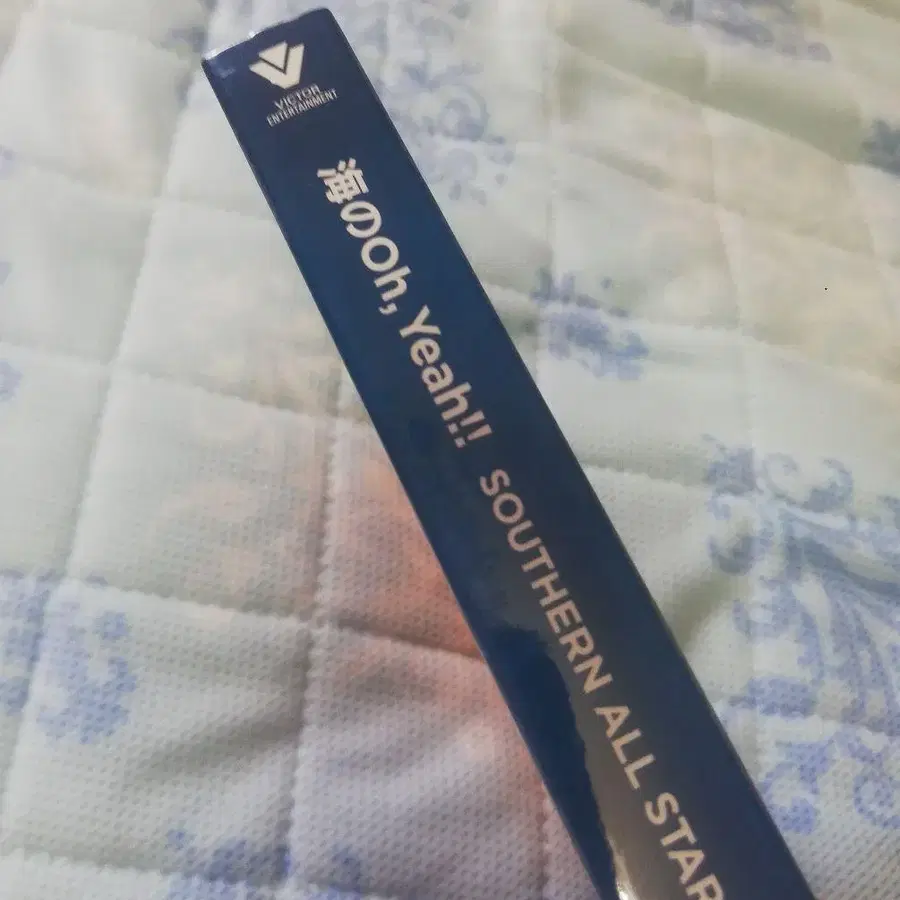 VICTOR
ENTERTAINMENT
海のOh, Yeah!! SOUTHERN ALL STAR